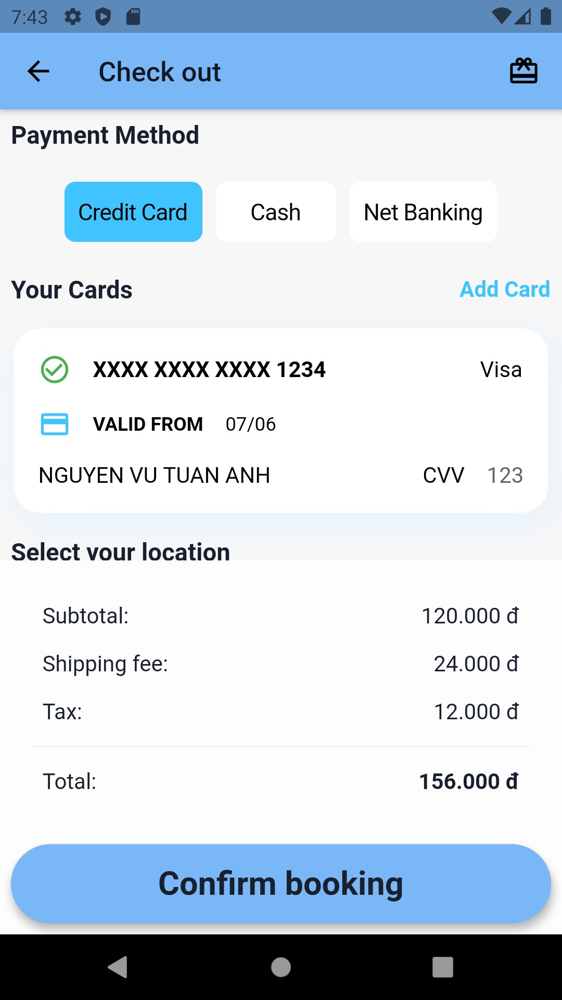 7:43
Check out
Payment Method
Credit Card Cash Net Banking
Your Cards Add Card
XXXX XXXX XXXX 1234 Visa
VALID FROM 07/06
NGUYEN VU TUAN ANH CVV 123
Select your location
Subtotal: 120.000 đ
Shipping fee: 24.000 đ
Tax: 12.000 đ
Total: 156.000 đ
Confirm booking